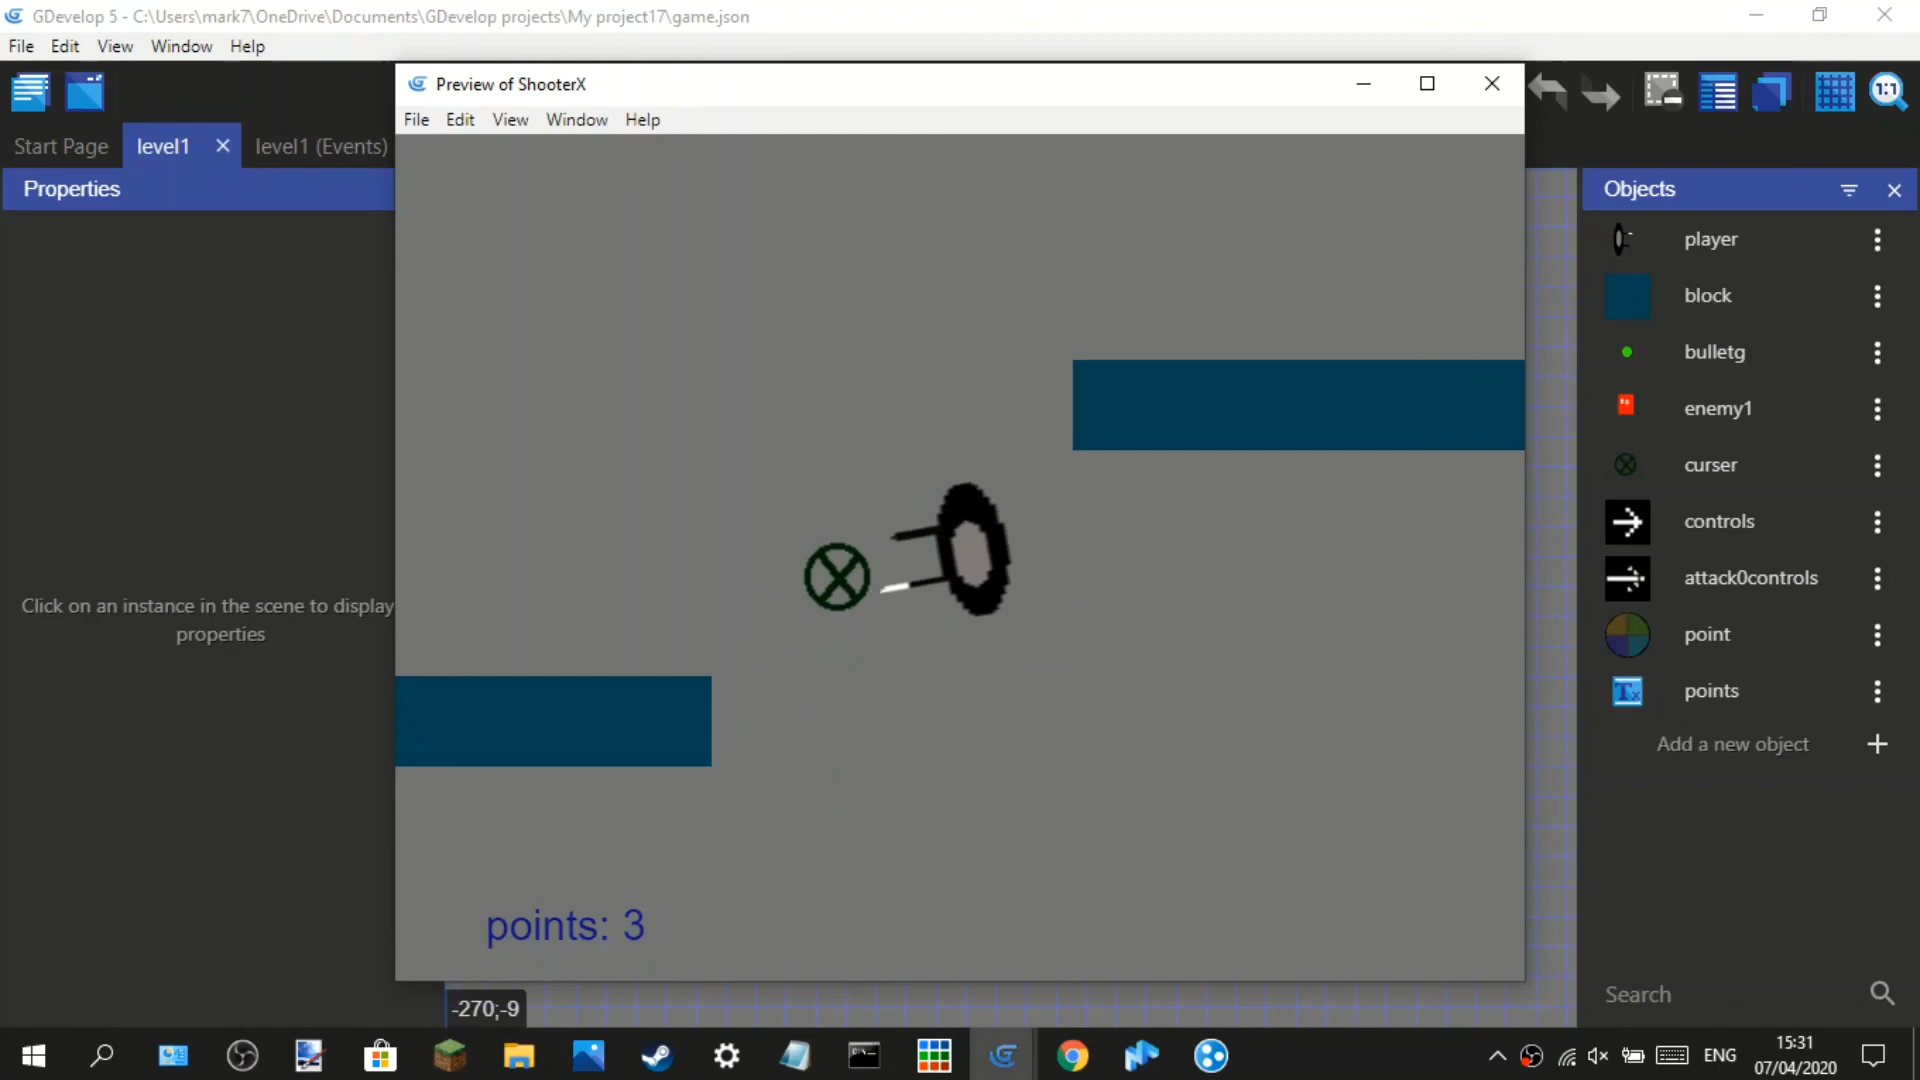 GDevelop 5 - C:\Users\mark7\OneDrive\Documents\GDevelop projects\My project17\game.json
File Edit View Window Help
Preview of ShooterX
File Edit View Window Help
1:1
Start Page level1 level1 (Events)
Properties
Click on an instance in the scene to display
properties
points: 3
-270;-9
Objects
player
block
bulletg
enemy1
curser
controls
attack0controls
point
Tx points
Add a new object
Search
ENG
15:31
07/04/2020